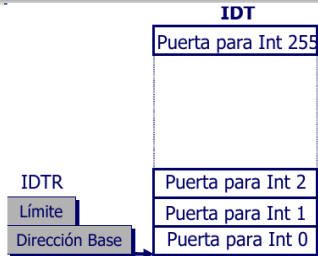 IDT
Puerta para Int 255
IDTR
Puerta para Int 2
Límite
Puerta para Int 1
Dirección Base
Puerta para Int 0